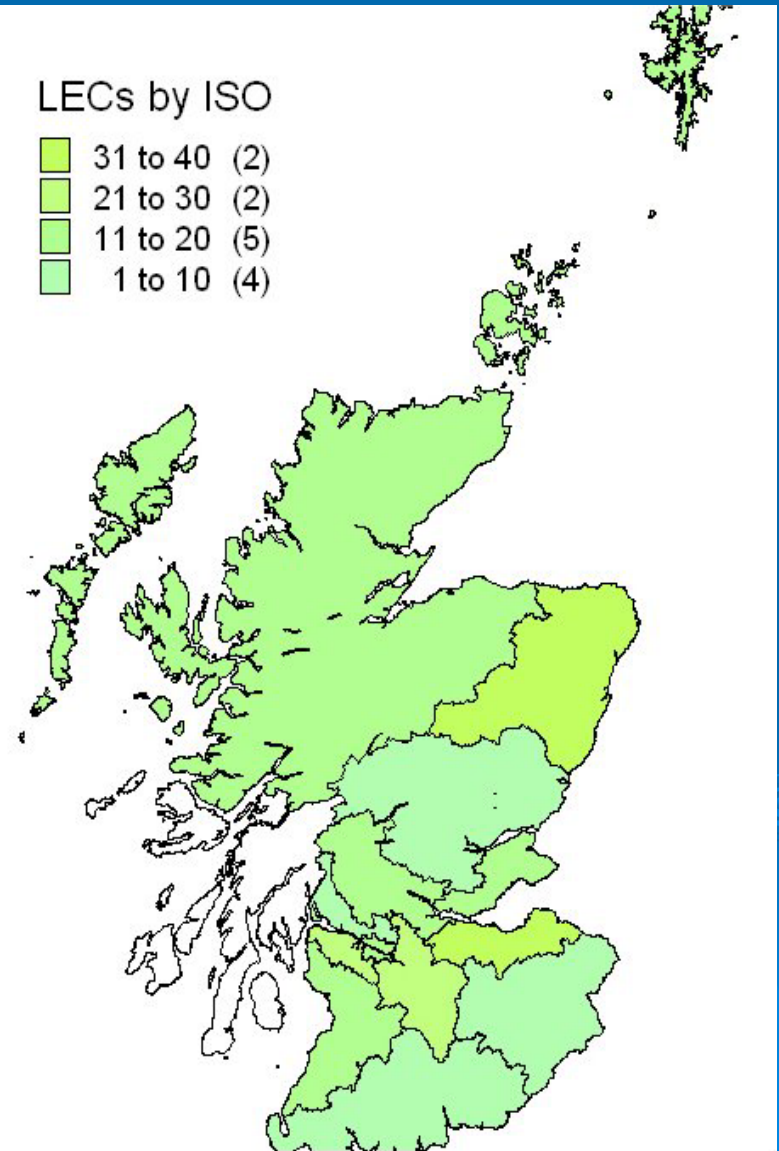 LECs by ISO
31 to 40 (2)
21 to 30 (2)
11 to 20 (5)
1 to 10 (4)